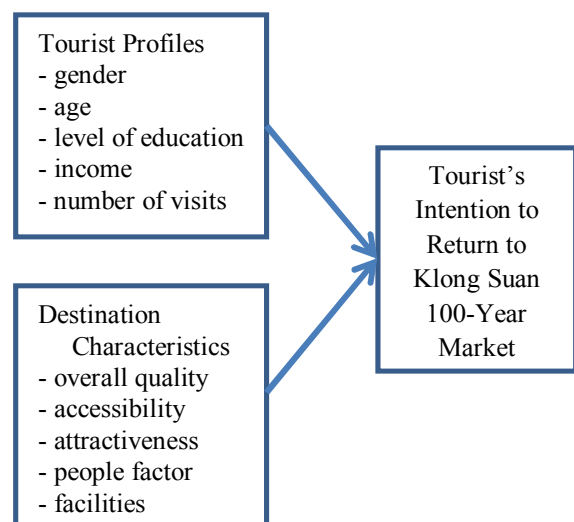 Tourist Profiles
- gender
- age
- level of education
- income
- number of visits
Destination
Characteristics
- overall quality
- accessibility
- attractiveness
- people factor
- facilities
Tourist's
Intention to
Return to
Klong Suan
100-Year
Market